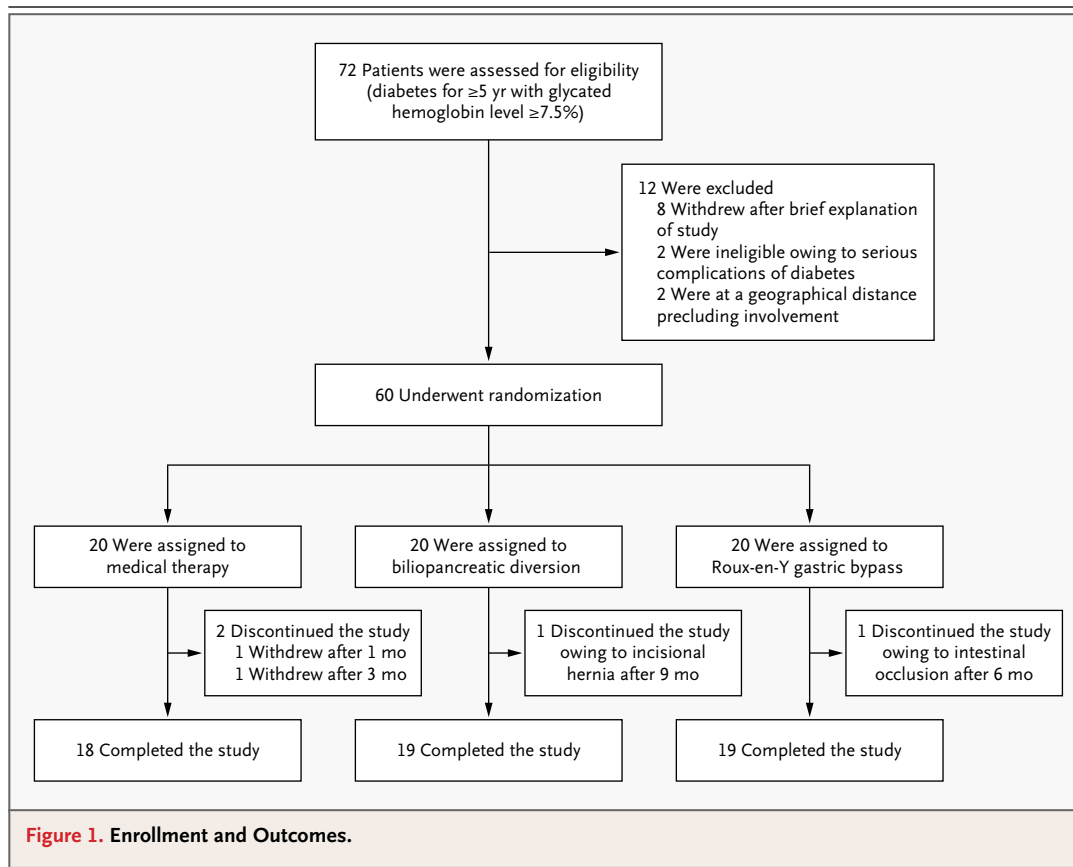 72 Patients were assessed for eligibility
(diabetes for ≥5 yr with glycated
hemoglobin level ≥7.5%)
12 Were excluded
8 Withdrew after brief explanation
of study
2 Were ineligible owing to serious
complications of diabetes
2 Were at a geographical distance
precluding involvement
60 Underwent randomization
20 Were assigned to
medical therapy
20 Were assigned to
biliopancreatic diversion
20 Were assigned to
Roux-en-Y gastric bypass
2 Discontinued the study
1 Withdrew after 1 mo
1 Withdrew after 3 mo
1 Discontinued the study
owing to incisional
hernia after 9 mo
1 Discontinued the study
owing to intestinal
occlusion after 6 mo
18 Completed the study
19 Completed the study
19 Completed the study
Figure 1. Enrollment and Outcomes.